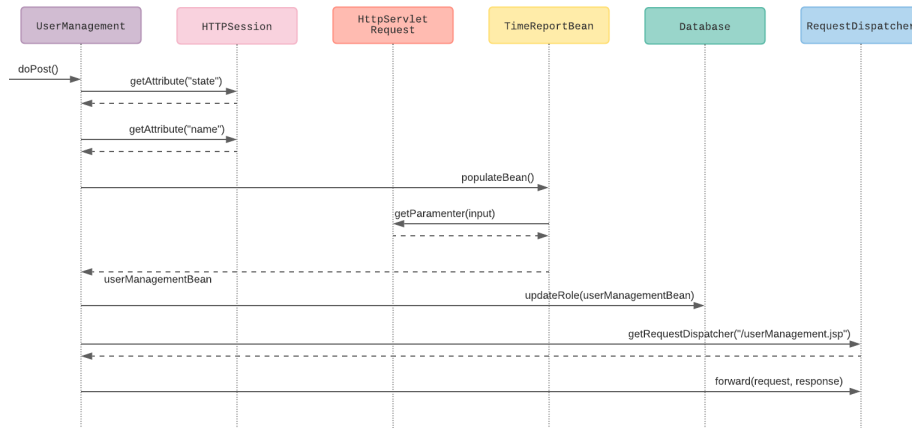 UserManagement
HTTPSession
HttpServlet
Request
TimeReportBean
Database
RequestDispatcher
doPost()
getAttribute("state")
getAttribute("name")
populateBean()
getParamenter(input)
userManagementBean
updateRole(userManagementBean)
getRequestDispatcher("/userManagement.jsp")
forward(request, response)